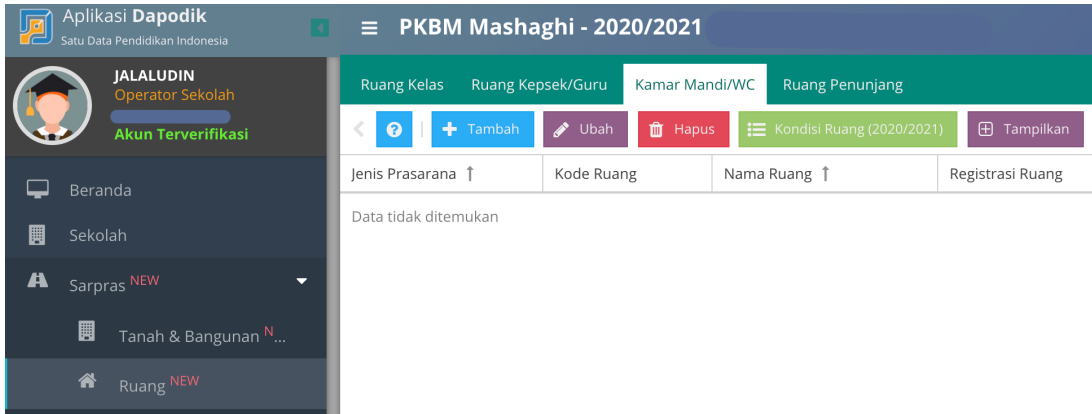 Aplikasi Dapodik
Satu Data Pendidikan Indonesia
JALALUDIN
Operator Sekolah
Akun Terverifikasi
Beranda
Sekolah
Sarpras NEW
Tanah & Bangunan N...
Ruang NEW
PKBM Mashaghi - 2020/2021
Ruang Kelas Ruang Kepsek/Guru Kamar Mandi/WC Ruang Penunjang
Tambah Ubah Hapus Kondisi Ruang (2020/2021) Tampilkan
Jenis Prasarana ↑ Kode Ruang Nama Ruang ↑ Registrasi Ruang
Data tidak ditemukan